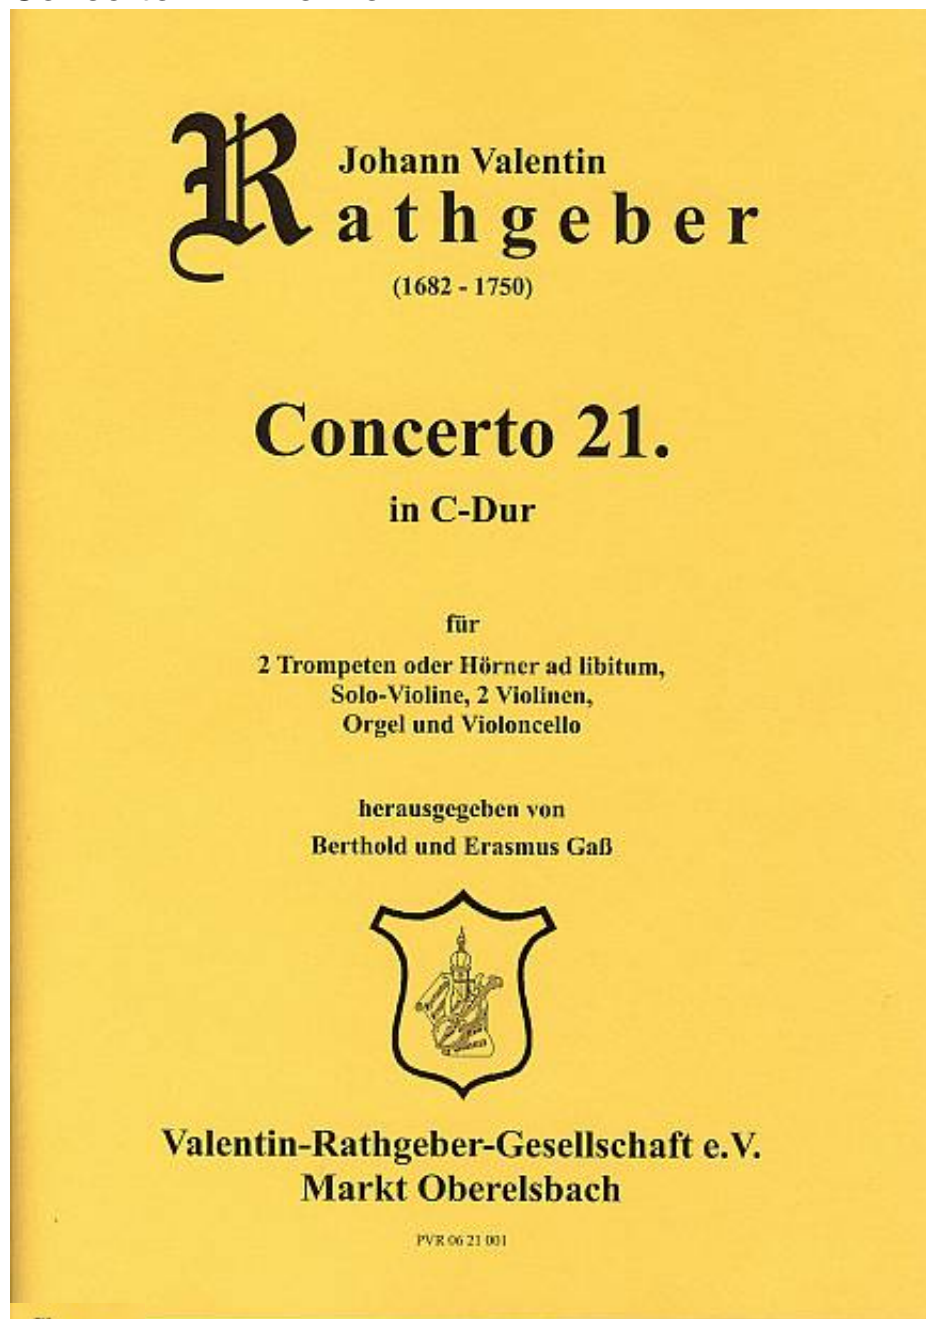 Johann Valentin
Rathgeber
(1682 - 1750)
Concerto 21.
in C-Dur
für
2 Trompeten oder Hörner ad libitum,
Solo-Violine, 2 Violinen,
Orgel und Violoncello
herausgegeben von
Berthold und Erasmus Gaß
Valentin-Rathgeber-Gesellschaft e.V.
Markt Oberelsbach
PVR 06 21 001